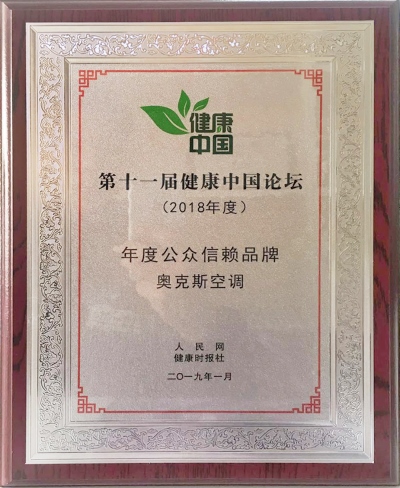 健康
中国
第十一届健康中国论坛
（2018年度）
年度公众信赖品牌
奥克斯空调
人民网
健康时报社
二〇一九年一月